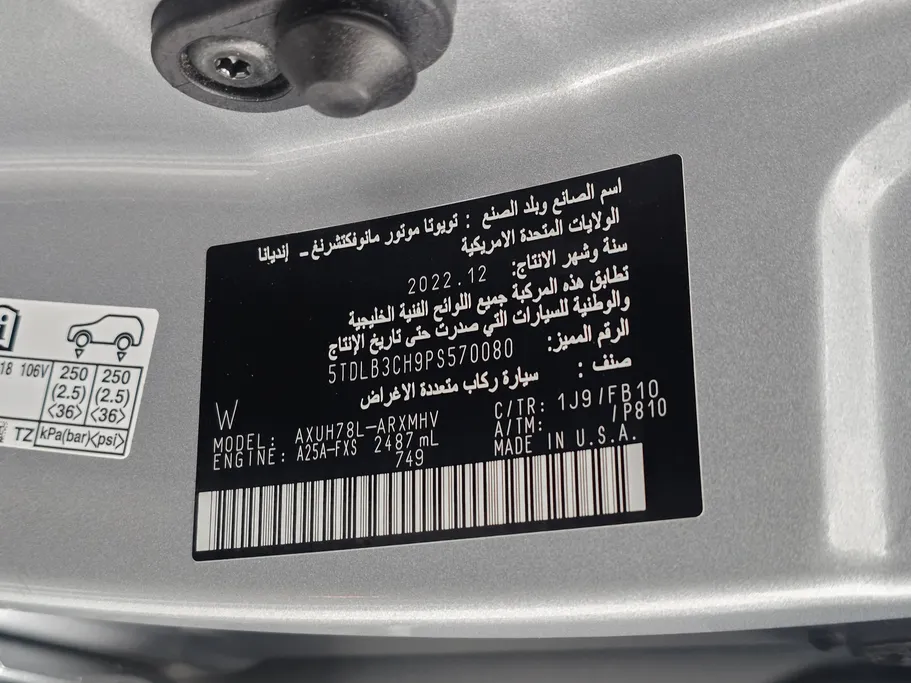 اسم الصانع وبلد الصنع : تويوتا موتور مانوفكتشرنغ - إنديانا
الولايات المتحدة الامريكية
سنة وشهر الانتاج: 2022.12
تطابق هذه المركبة جميع اللوائح الفنية الخليجية
والوطنية للسيارات التي صدرت حتى تاريخ الإنتاج
الرقم المميز: 5TDLB3CH9PS570080
صنف : سيارة ركاب متعددة الاغراض
W
MODEL: AXUH78L-ARXMHV
ENGINE: A25A-FXS 2487 mL
749
C/TR: 1J9/FB10
A/TM: /P810
MADE IN U.S.A.
18 106V
250 250
(2.5) (2.5)
<36> <36>
TZ kPa(bar)<psi>